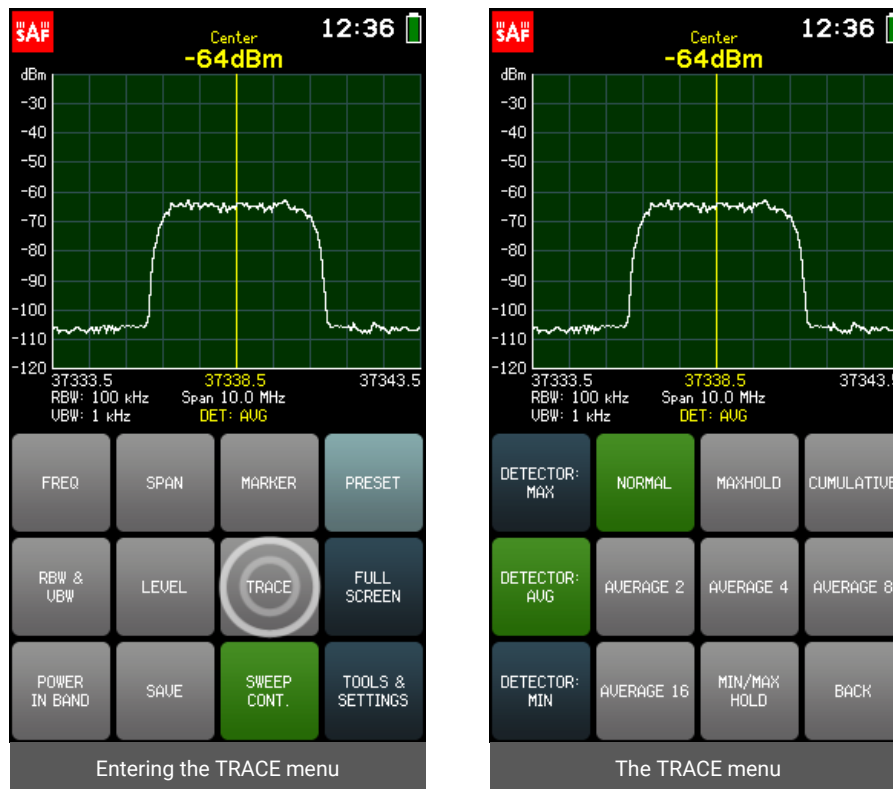 SAF
Center
12:36
-64dBm
dBm
-30
-40
-50
-60
-70
-80
-90
-100
-110
-120
37333.5 37338.5 37343.5
RBW: 100 kHz Span 10.0 MHz
VBW: 1 kHz DET: AVG
FREQ
SPAN
MARKER
PRESET
RBW &
VBW
LEVEL
TRACE
FULL
SCREEN
POWER
IN BAND
SAVE
SWEEP
CONT.
TOOLS &
SETTINGS
Entering the TRACE menu
SAF
Center
12:36
-64dBm
dBm
-30
-40
-50
-60
-70
-80
-90
-100
-110
-120
37333.5 37338.5 37343.5
RBW: 100 kHz Span 10.0 MHz
VBW: 1 kHz DET: AVG
DETECTOR:
MAX
NORMAL
MAXHOLD
CUMULATIVE
DETECTOR:
AVG
AVERAGE 2
AVERAGE 4
AVERAGE 8
DETECTOR:
MIN
AVERAGE 16
MIN/MAX
HOLD
BACK
The TRACE menu